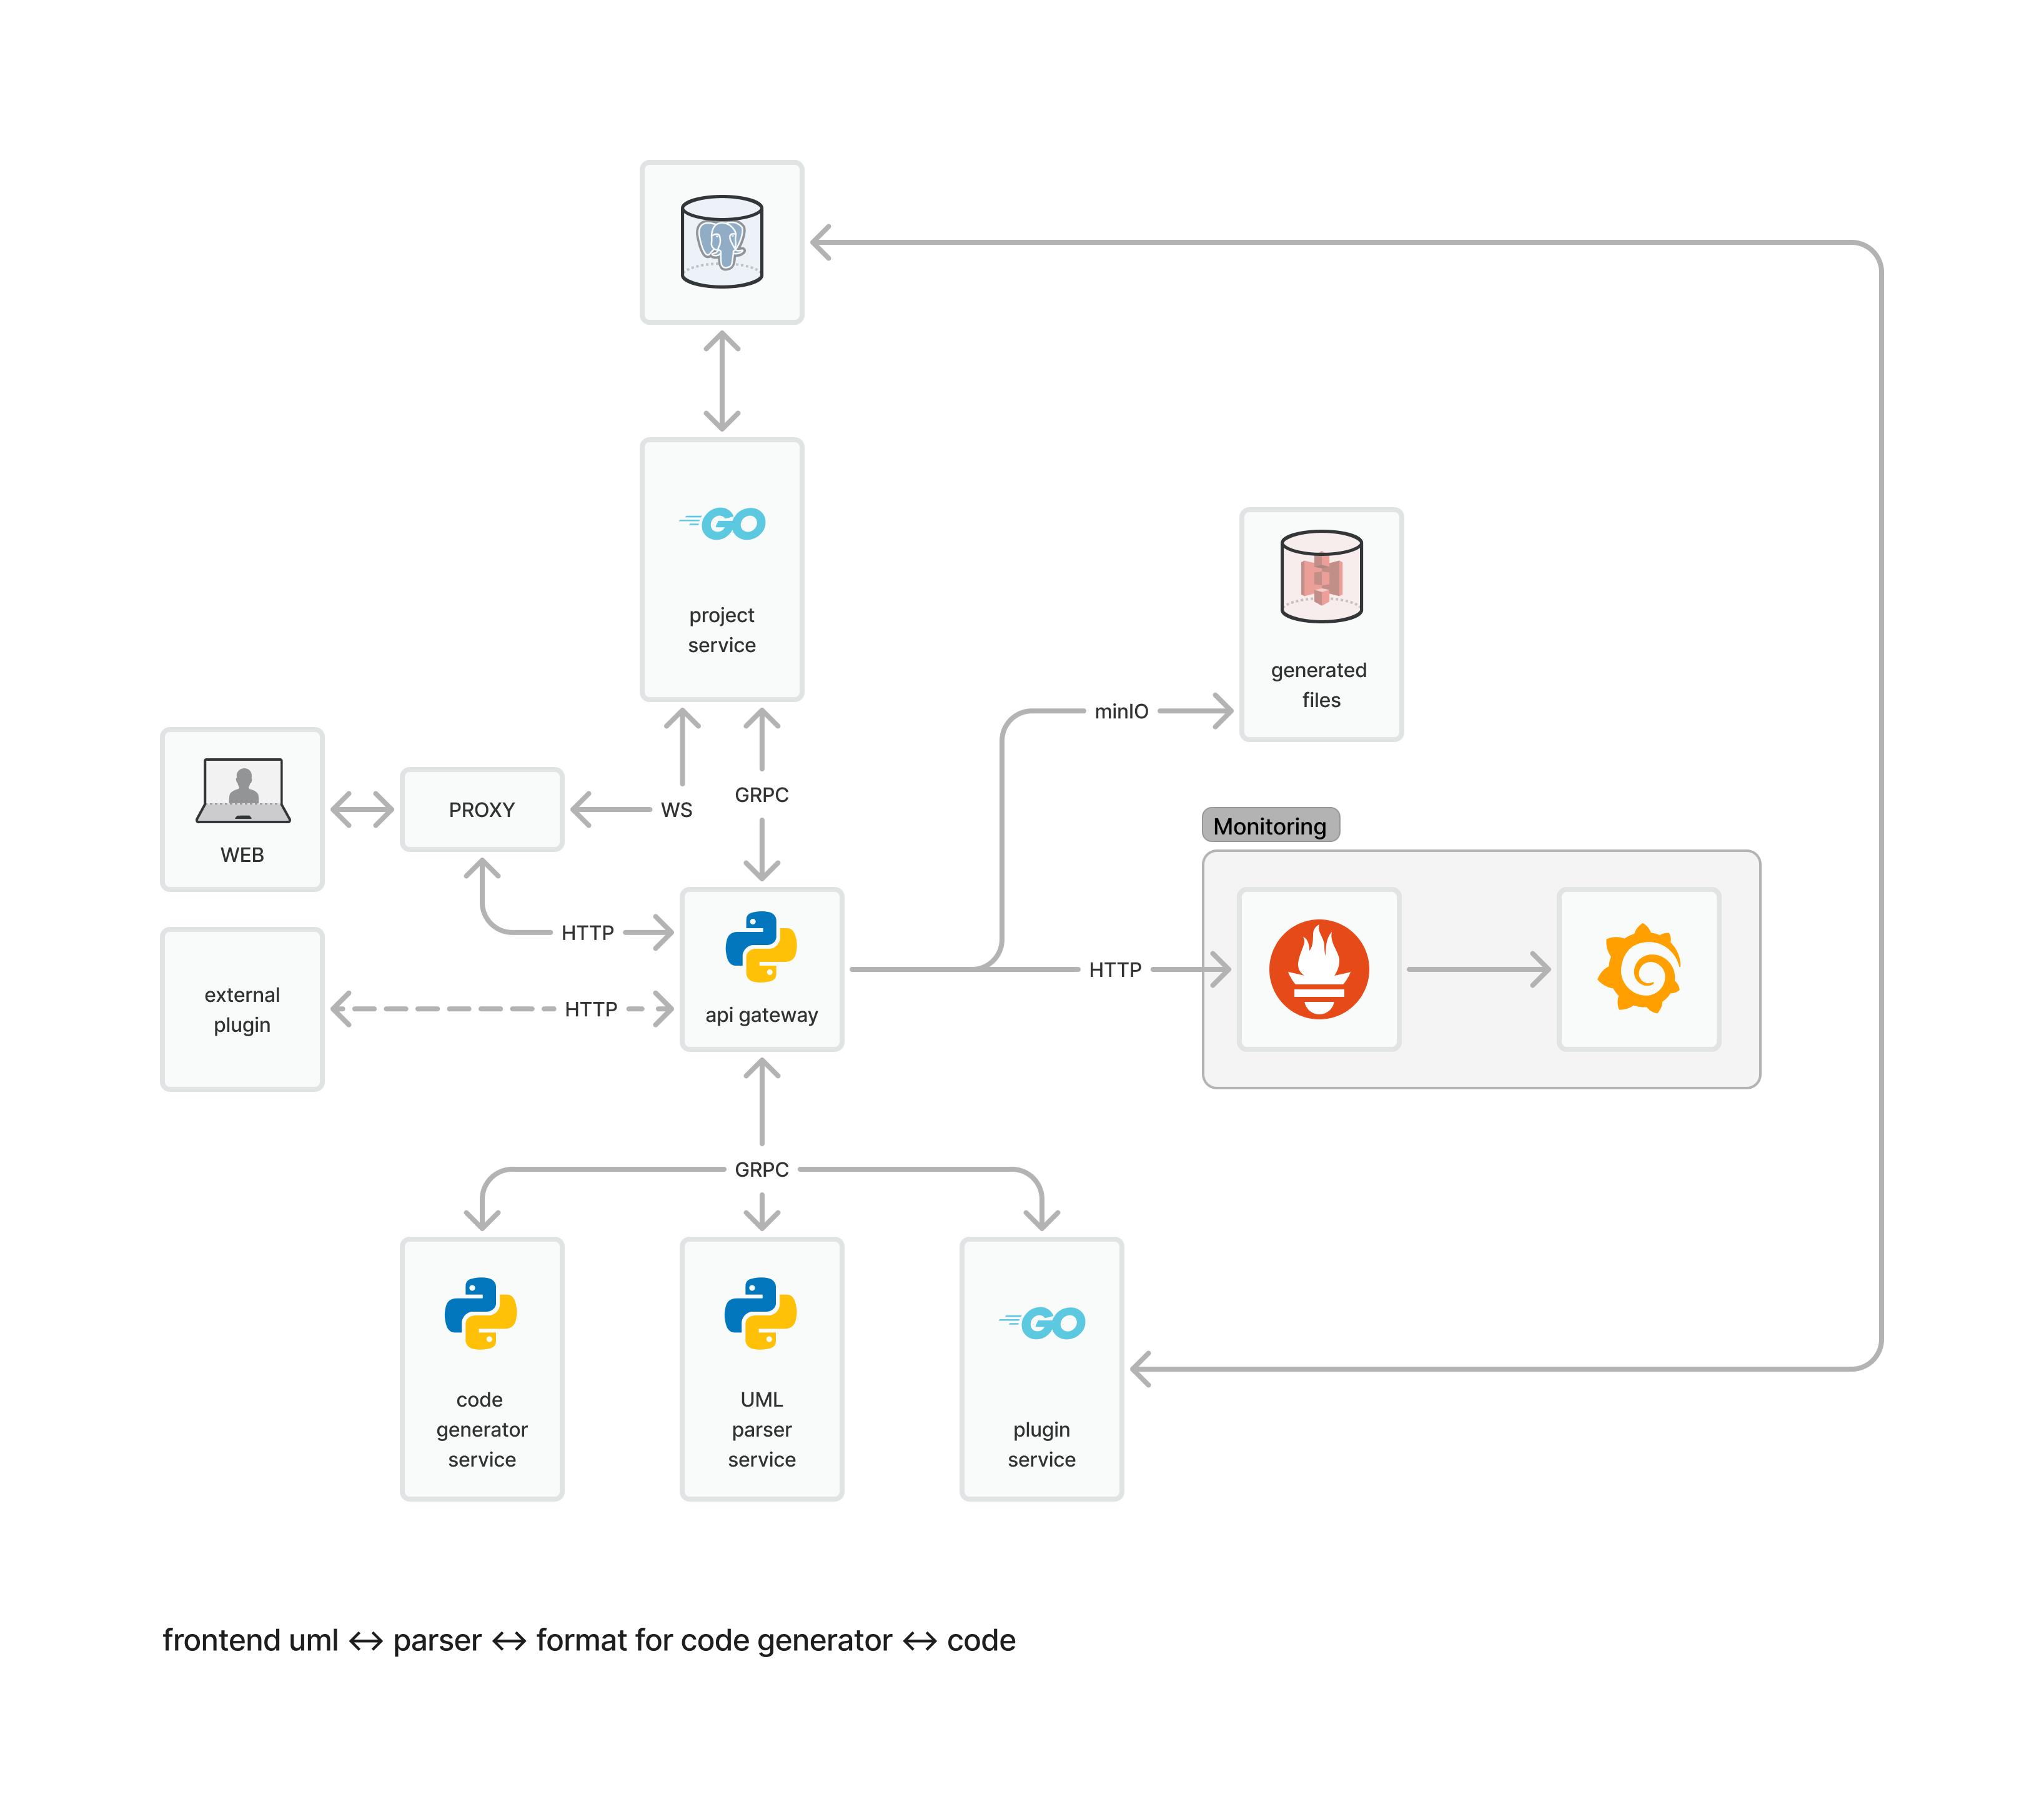 GO
project
service
generated
files
minIO
WEB
PROXY
WS
GRPC
Monitoring
HTTP
HTTP
api gateway
external
plugin
HTTP
GRPC
code
generator
service
UML
parser
service
GO
plugin
service
frontend uml <-> parser <-> format for code generator <-> code